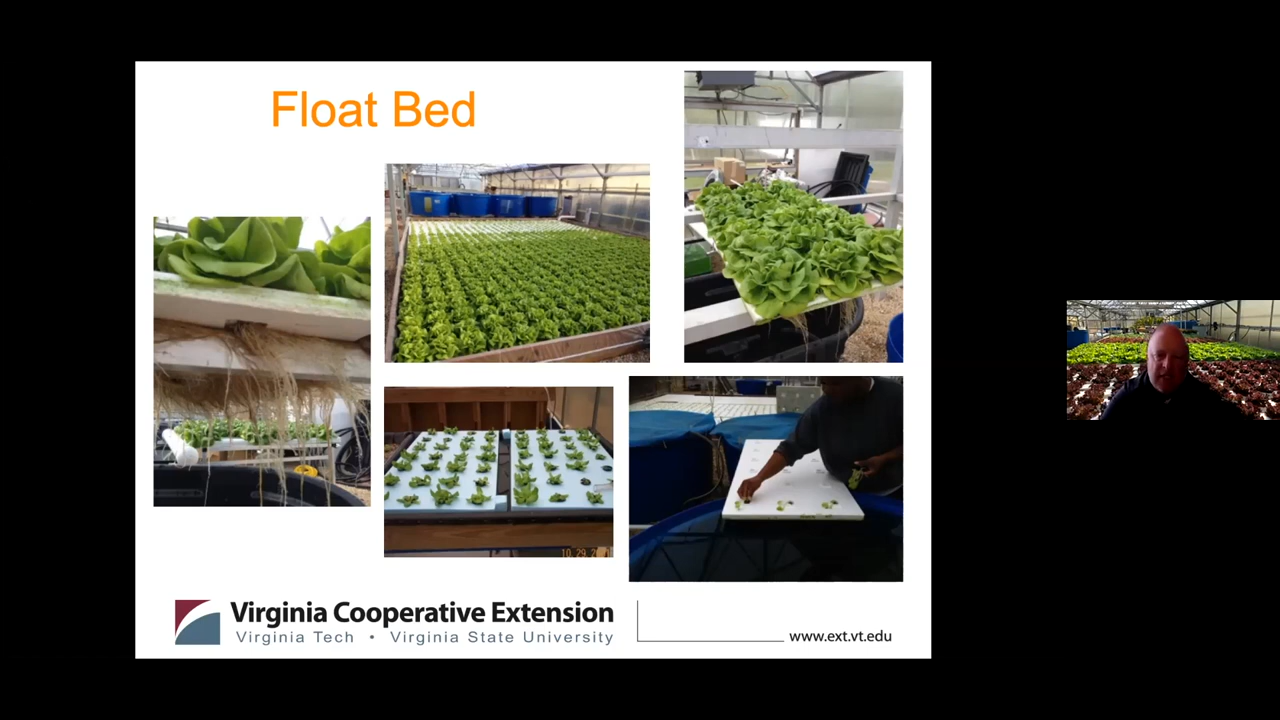 Float Bed
Virginia Cooperative Extension
Virginia Tech • Virginia State University
www.ext.vt.edu